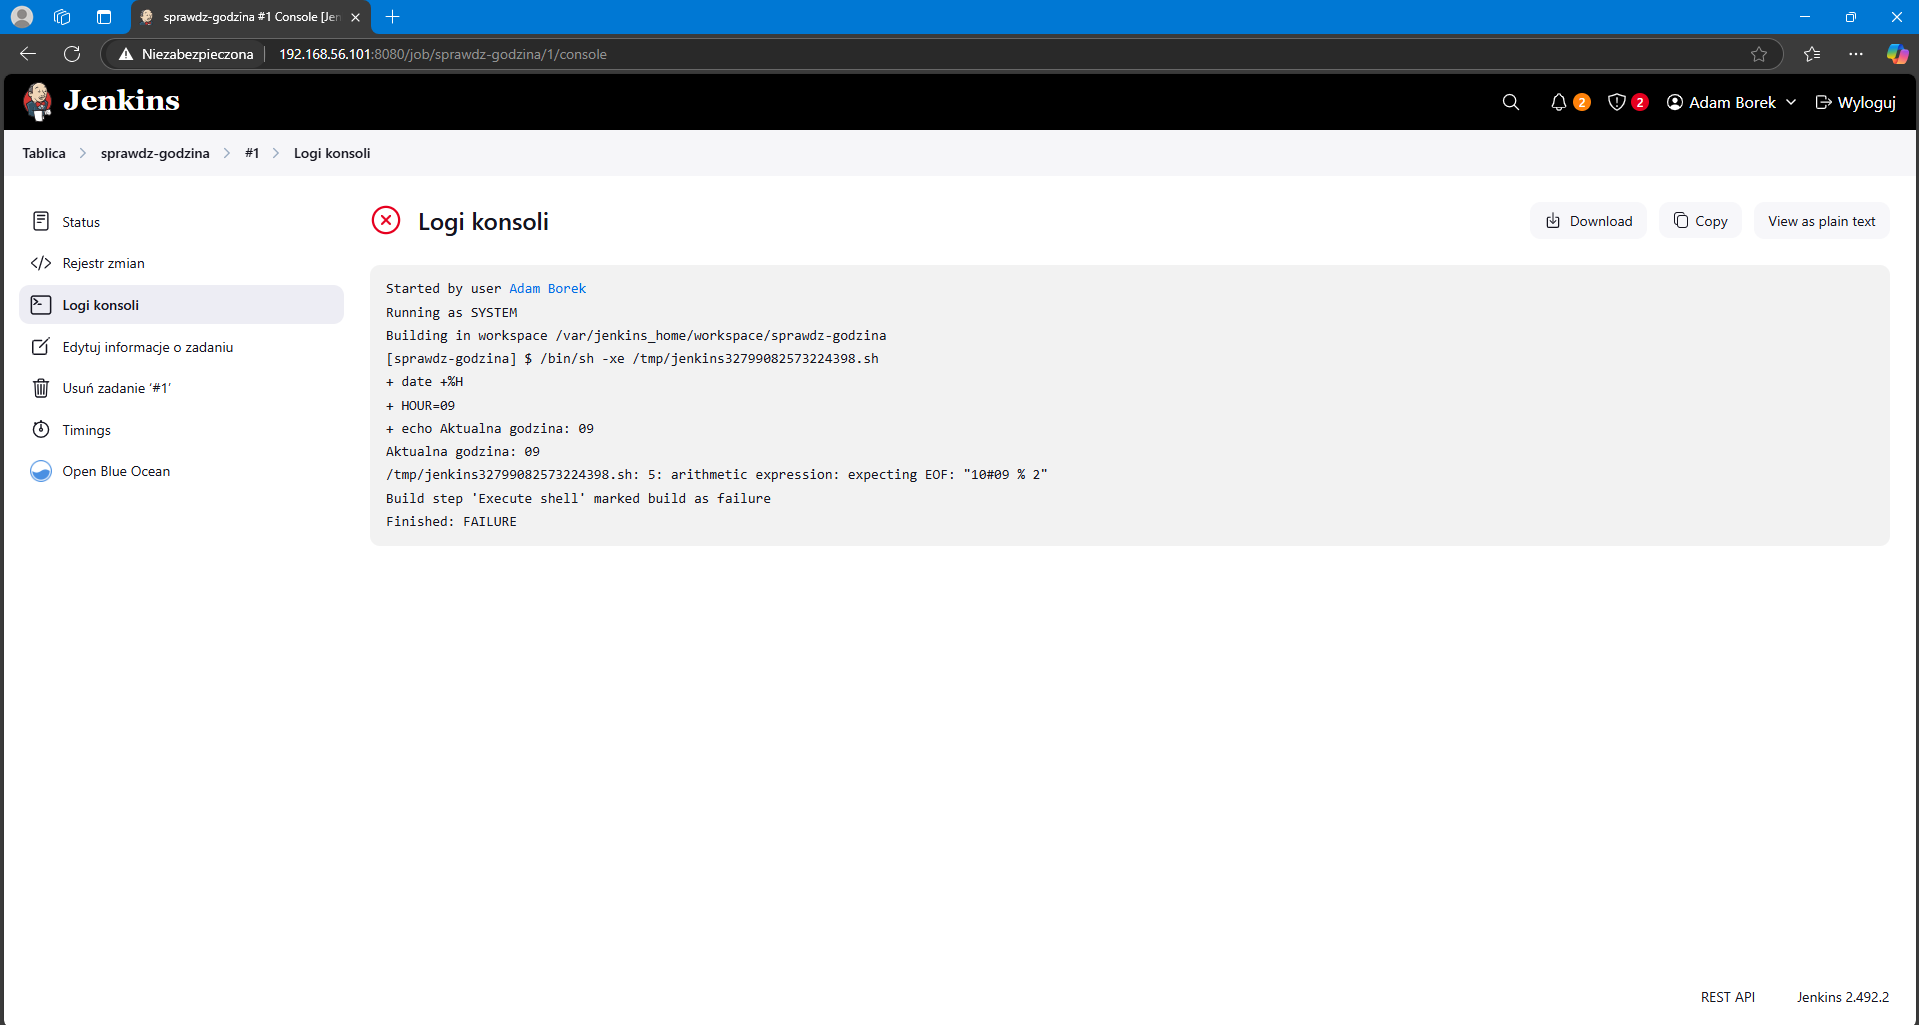 sprawdz-godzina #1 Console [Jen
Niezabezpieczona
192.168.56.101:8080/job/sprawdz-godzina/1/console
Jenkins
2
2
Adam Borek
Wyloguj
Tablica
sprawdz-godzina
#1
Logi konsoli
Status
Rejestr zmian
Logi konsoli
Edytuj informacje o zadaniu
Usuń zadanie ‘#1’
Timings
Open Blue Ocean
Logi konsoli
Download
Copy
View as plain text
Started by user Adam Borek
Running as SYSTEM
Building in workspace /var/jenkins_home/workspace/sprawdz-godzina
[sprawdz-godzina] $ /bin/sh -xe /tmp/jenkins32799082573224398.sh
+ date +%H
+ HOUR=09
+ echo Aktualna godzina: 09
Aktualna godzina: 09
/tmp/jenkins32799082573224398.sh: 5: arithmetic expression: expecting EOF: "10#09 % 2"
Build step 'Execute shell' marked build as failure
Finished: FAILURE
REST API
Jenkins 2.492.2